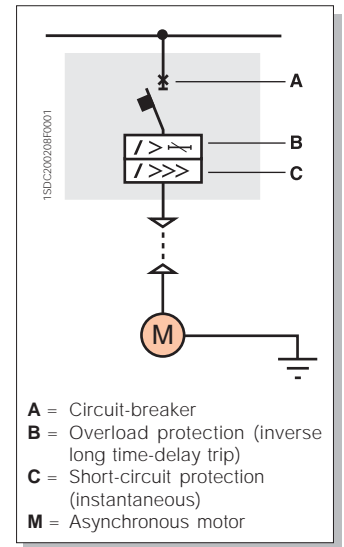 A
1SDC200208F0001
I >
B
I >>>
C
M
A = Circuit-breaker
B = Overload protection (inverse
long time-delay trip)
C = Short-circuit protection
(instantaneous)
M = Asynchronous motor